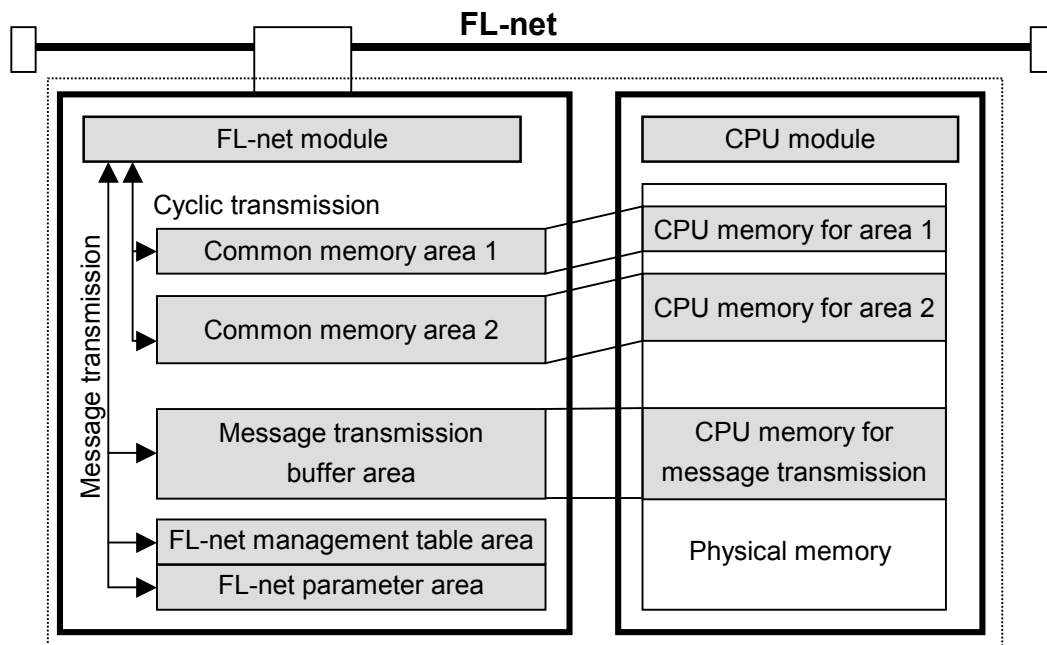 FL-net
FL-net module
CPU module
Cyclic transmission
Message transmission
Common memory area 1
CPU memory for area 1
Common memory area 2
CPU memory for area 2
Message transmission
buffer area
CPU memory for
message transmission
FL-net management table area
FL-net parameter area
Physical memory